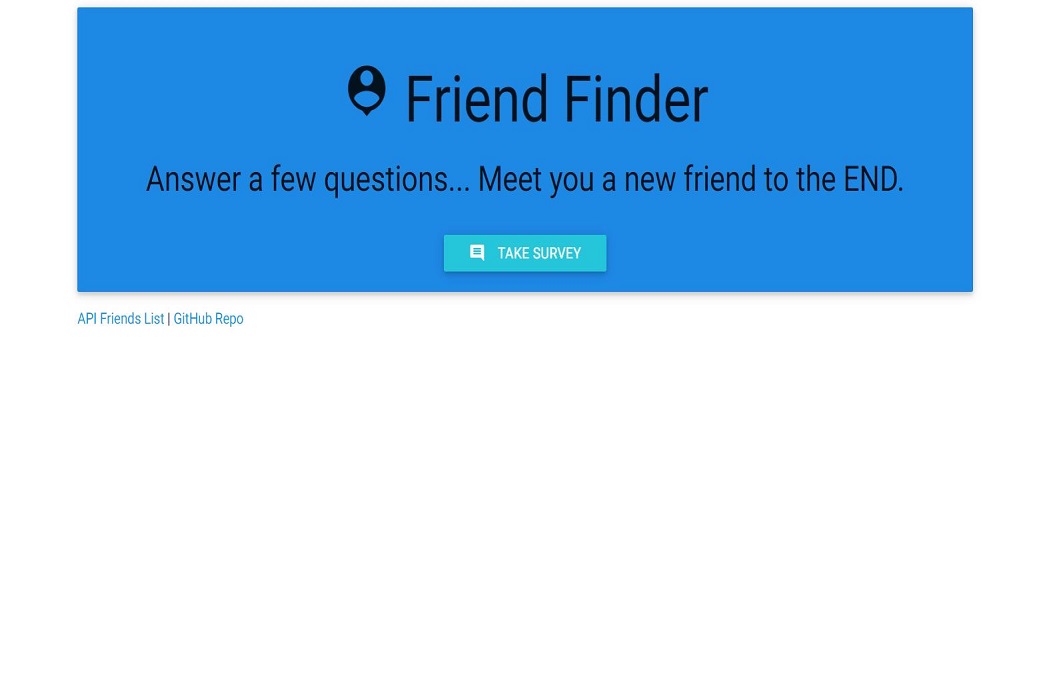 Friend Finder
Answer a few questions... Meet you a new friend to the END.
TAKE SURVEY
API Friends List | GitHub Repo